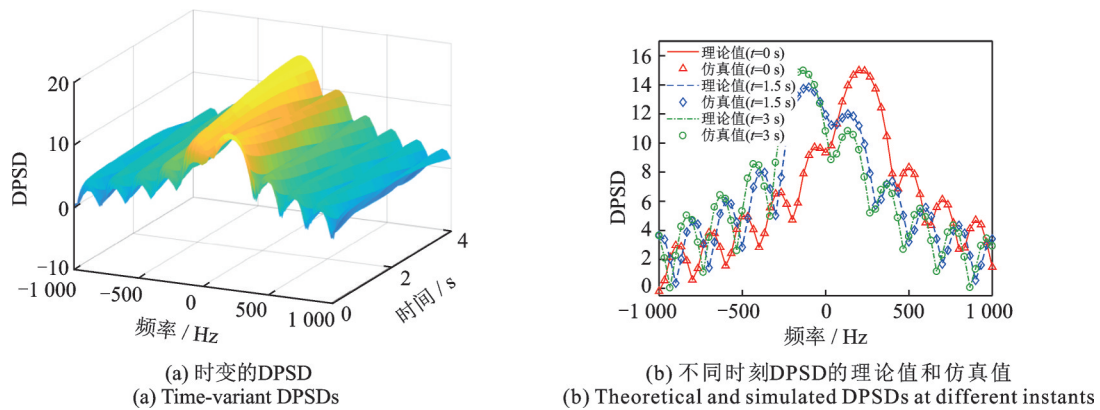 20
10
0
−10
DPSD
−1 000
−500
0
500
1 000
频率 / Hz
0
2
4
时间 / s
(a) 时变的DPSD
(a) Time-variant DPSDs
16
14
12
10
8
6
4
2
0
DPSD
理论值(t=0 s)
仿真值(t=0 s)
理论值(t=1.5 s)
仿真值(t=1.5 s)
理论值(t=3 s)
仿真值(t=3 s)
−1 000
−500
0
500
1 000
频率 / Hz
(b) 不同时刻DPSD的理论值和仿真值
(b) Theoretical and simulated DPSDs at different instants